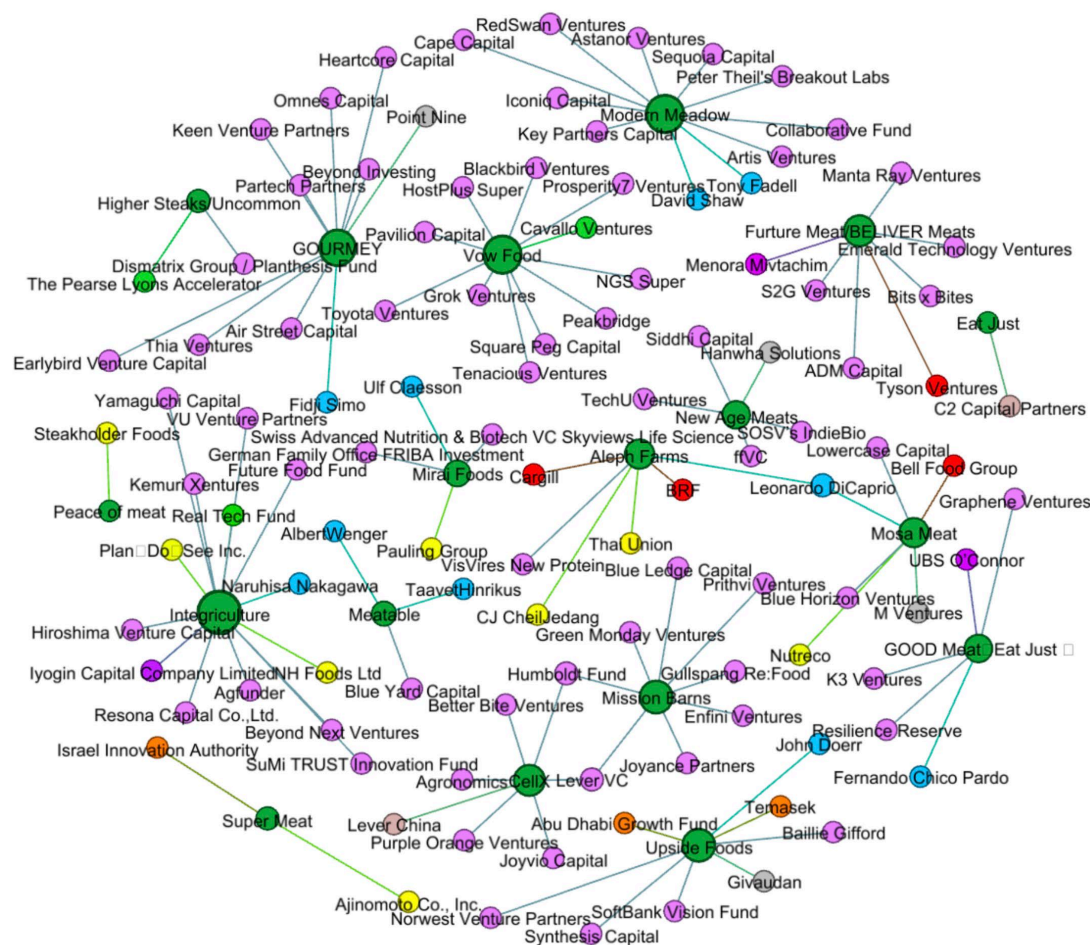 RedSwan Ventures
Astanor Ventures
Cape Capital
Sequoia Capital
Heartcore Capital
Peter Theil's Breakout Labs
Omnes Capital
Iconiq Capital
Modern Meadow
Point Nine
Keen Venture Partners
Key Partners Capital
Collaborative Fund
Artis Ventures
Blackbird Ventures
Beyond Investing
Manta Ray Ventures
Partech Partners
HostPlus Super
Prosperity7 Ventures
Tony Fadell
David Shaw
Higher Steaks/Uncommon
Cavallo Ventures
Furture Meat/BELIVER Meats
Pavilion Capital
GOURMEY
Emerald Technology Ventures
Vow Food
Menora Mivtachim
Dismatrix Group / Planthesis Fund
The Pearse Lyons Accelerator
NGS Super
S2G Ventures
Grok Ventures
Bits x Bites
Toyota Ventures
Peakbridge
Air Street Capital
Eat Just
Siddhi Capital
Thia Ventures
Square Peg Capital
Hanwha Solutions
Earlybird Venture Capital
ADM Capital
Tenacious Ventures
Ulf Claesson
Tyson Ventures
Yamaguchi Capital
Fidji Simo
TechU Ventures
C2 Capital Partners
VU Venture Partners
New Age Meats
Steakholder Foods
SOSV's IndieBio
Swiss Advanced Nutrition & Biotech VC
Skyviews Life Science
Lowercase Capital
German Family Office FRIBA Investment
Aleph Farms
ffVC
Future Food Fund
Mirai Foods
Cargill
Bell Food Group
Kemuri Xentures
BRF
Leonardo DiCaprio
Graphene Ventures
Peace of meat
Real Tech Fund
AlbertWenger
Mosa Meat
Plan□Do□See Inc.
Pauling Group
Thai Union
UBS O'Connor
VisVires New Protein
Blue Ledge Capital
Prithvi Ventures
Naruhisa Nakagawa
TaavetHinrikus
Blue Horizon Ventures
Integriculture
Meatable
CJ CheilJedang
M Ventures
Hiroshima Venture Capital
Green Monday Ventures
Nutreco
GOOD Meat□Eat Just □
Iyogin Capital Company Limited
NH Foods Ltd
Humboldt Fund
Gullspang Re:Food
K3 Ventures
Agfunder
Blue Yard Capital
Mission Barns
Resona Capital Co.,Ltd.
Better Bite Ventures
Enfini Ventures
Beyond Next Ventures
Resilience Reserve
Israel Innovation Authority
John Doerr
SuMi TRUST Innovation Fund
Joyance Partners
Agronomics
CellX
Lever VC
Fernando Chico Pardo
Temasek
Super Meat
Lever China
Abu Dhabi Growth Fund
Baillie Gifford
Purple Orange Ventures
Upside Foods
Joyvio Capital
Givaudan
Ajinomoto Co., Inc.
Norwest Venture Partners
SoftBank Vision Fund
Synthesis Capital